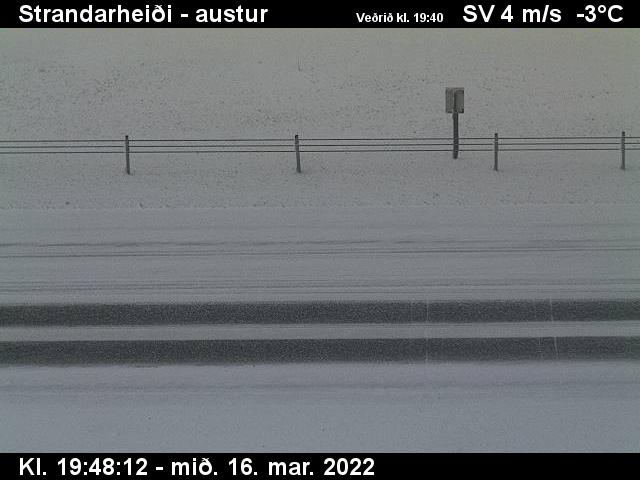 Strandarheiði - austur Veðrið kl. 19:40 SV 4 m/s -3°C
Kl. 19:48:12 - mið. 16. mar. 2022